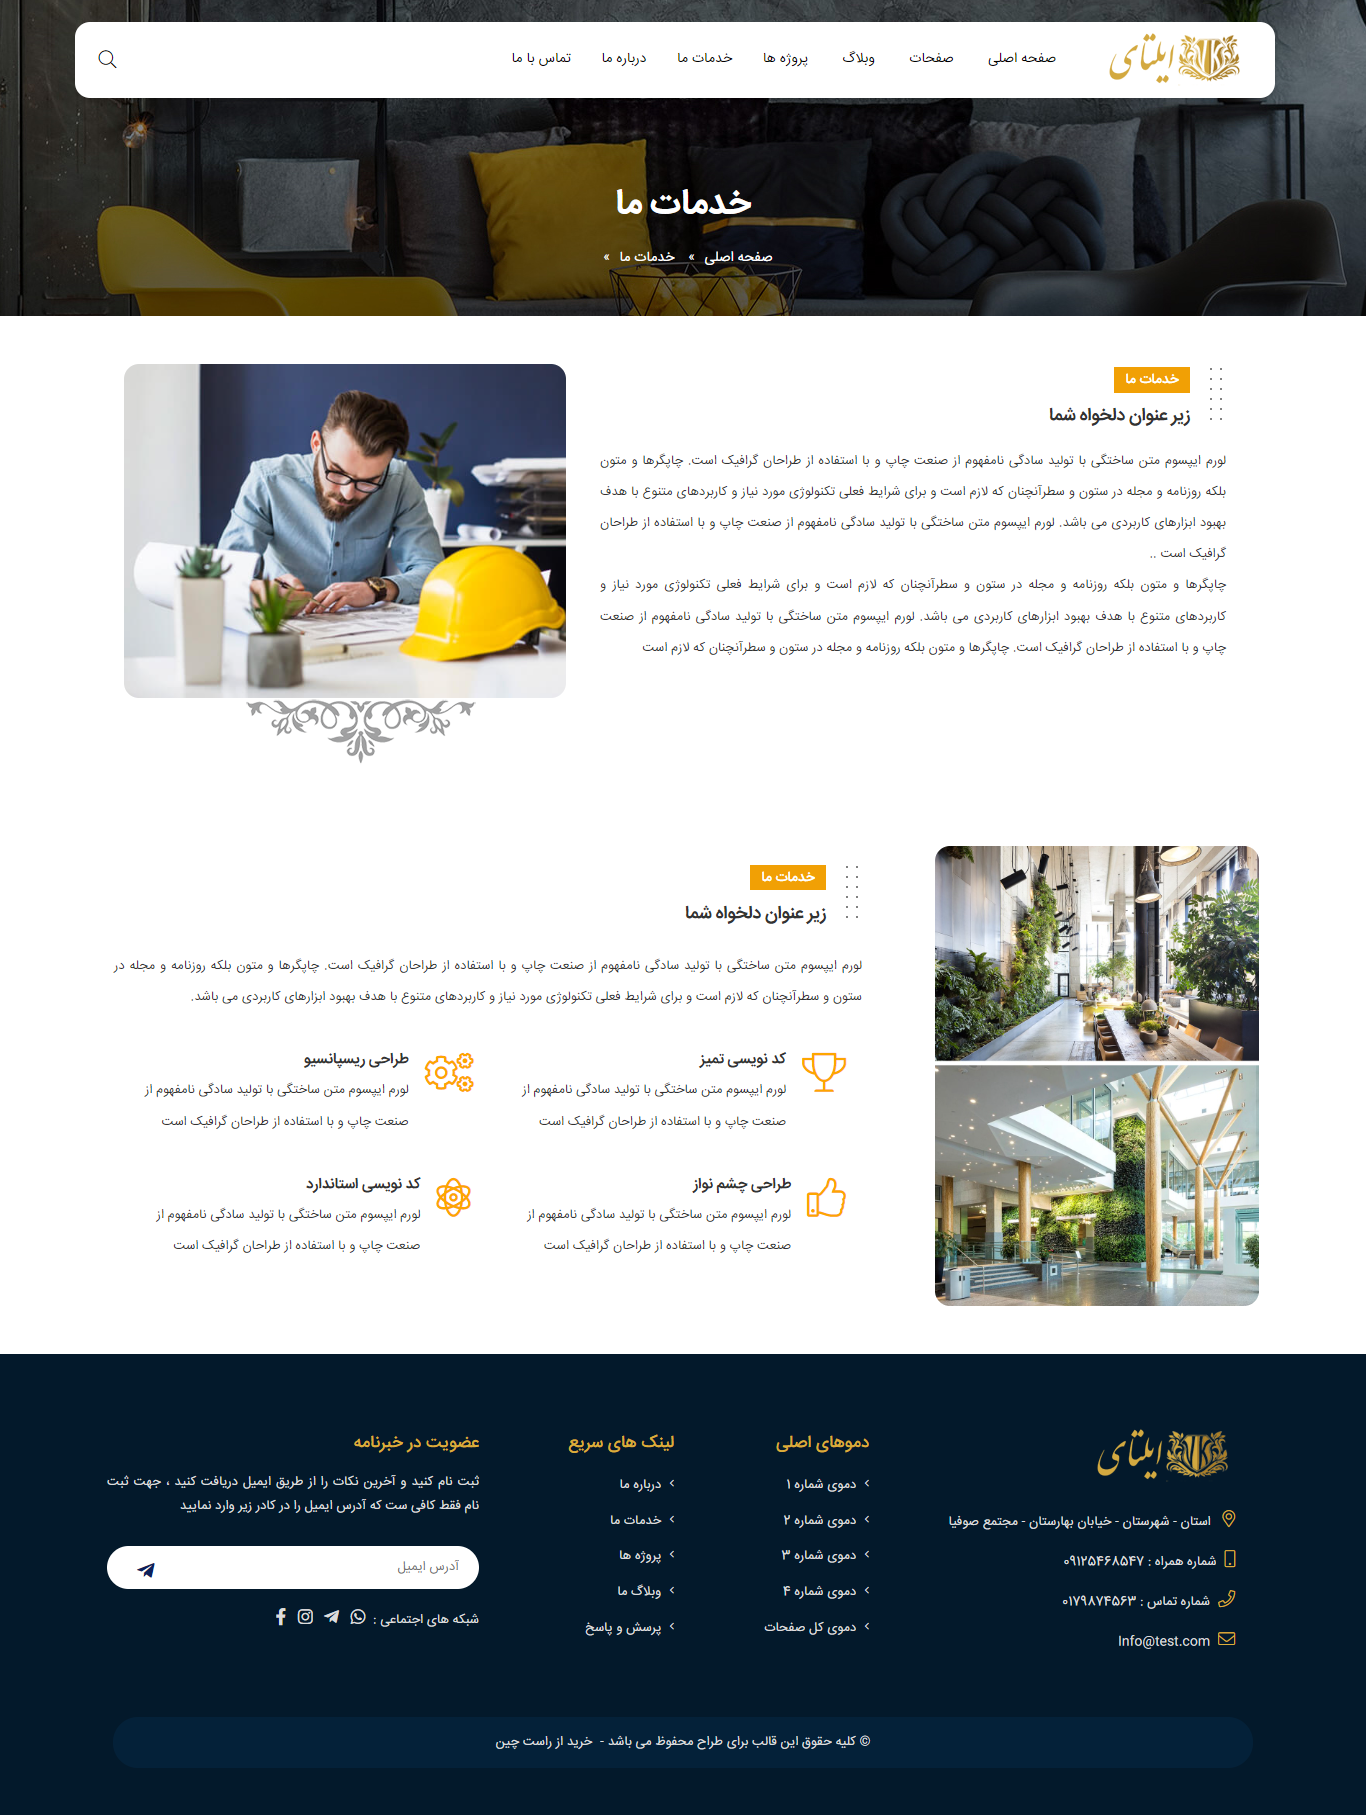 ایلتای
صفحه اصلی
صفحات
وبلاگ
پروژه ها
خدمات ما
درباره ما
تماس با ما
خدمات ما
صفحه اصلی » خدمات ما »
خدمات ما
زیر عنوان دلخواه شما
لورم ایپسوم متن ساختگی با تولید سادگی نامفهوم از صنعت چاپ و با استفاده از طراحان گرافیک است. چاپگرها و متون
بلکه روزنامه و مجله در ستون و سطرآنچنان که لازم است و برای شرایط فعلی تکنولوژی مورد نیاز و کاربردهای متنوع با هدف
بهبود ابزارهای کاربردی می باشد. لورم ایپسوم متن ساختگی با تولید سادگی نامفهوم از صنعت چاپ و با استفاده از طراحان
گرافیک است ..
چاپگرها و متون بلکه روزنامه و مجله در ستون و سطرآنچنان که لازم است و برای شرایط فعلی تکنولوژی مورد نیاز و
کاربردهای متنوع با هدف بهبود ابزارهای کاربردی می باشد. لورم ایپسوم متن ساختگی با تولید سادگی نامفهوم از صنعت
چاپ و با استفاده از طراحان گرافیک است. چاپگرها و متون بلکه روزنامه و مجله در ستون و سطرآنچنان که لازم است
خدمات ما
زیر عنوان دلخواه شما
لورم ایپسوم متن ساختگی با تولید سادگی نامفهوم از صنعت چاپ و با استفاده از طراحان گرافیک است. چاپگرها و متون بلکه روزنامه و مجله در
ستون و سطرآنچنان که لازم است و برای شرایط فعلی تکنولوژی مورد نیاز و کاربردهای متنوع با هدف بهبود ابزارهای کاربردی می باشد.
کد نویسی تمیز
لورم ایپسوم متن ساختگی با تولید سادگی نامفهوم از
صنعت چاپ و با استفاده از طراحان گرافیک است
طراحی ریسپانسیو
لورم ایپسوم متن ساختگی با تولید سادگی نامفهوم از
صنعت چاپ و با استفاده از طراحان گرافیک است
طراحی چشم نواز
لورم ایپسوم متن ساختگی با تولید سادگی نامفهوم از
صنعت چاپ و با استفاده از طراحان گرافیک است
کد نویسی استاندارد
لورم ایپسوم متن ساختگی با تولید سادگی نامفهوم از
صنعت چاپ و با استفاده از طراحان گرافیک است
ایلتای
استان - شهرستان - خیابان بهارستان - مجتمع صوفیا
شماره همراه : ۰۹۱۲۵۴۶۸۵۴۷
شماره تماس : ۰۱۷۹۸۷۴۵۶۳
Info@test.com
دموهای اصلی
دموی شماره ۱
دموی شماره ۲
دموی شماره ۳
دموی شماره ۴
دموی کل صفحات
لینک های سریع
درباره ما
خدمات ما
پروژه ها
وبلاگ ما
پرسش و پاسخ
عضویت در خبرنامه
ثبت نام کنید و آخرین نکات را از طریق ایمیل دریافت کنید ، جهت ثبت
نام فقط کافی ست که آدرس ایمیل را در کادر زیر وارد نمایید
آدرس ایمیل
شبکه های اجتماعی :
© کلیه حقوق این قالب برای طراح محفوظ می باشد - خرید از راست چین